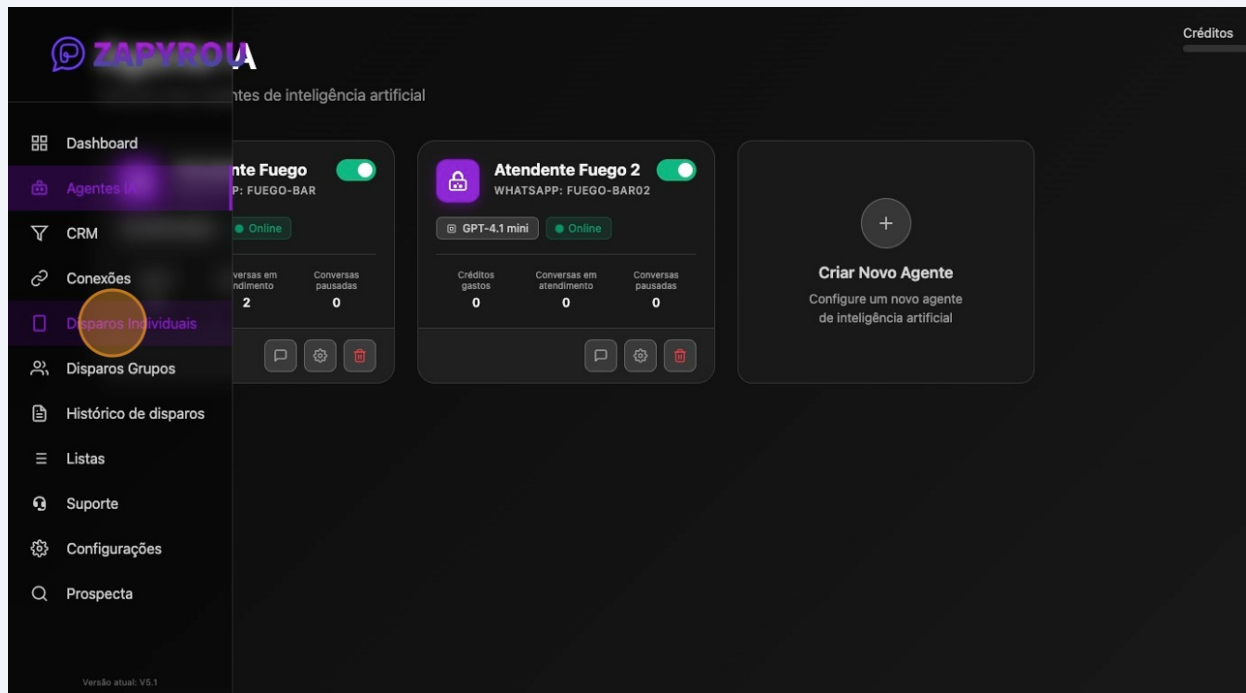 ZAPYROU
A
Créditos
ntes de inteligência artificial
Dashboard
Agentes IA
CRM
Conexões
Disparos Individuais
Disparos Grupos
Histórico de disparos
Listas
Suporte
Configurações
Prospecta
Versão atual: V5.1
nte Fuego
P: FUEGO-BAR
Online
versas em
ndimento
2
Conversas
pausadas
0
Atendente Fuego 2
WHATSAPP: FUEGO-BAR02
GPT-4.1 mini
Online
Créditos
gastos
0
Conversas em
atendimento
0
Conversas
pausadas
0
Criar Novo Agente
Configure um novo agente
de inteligência artificial